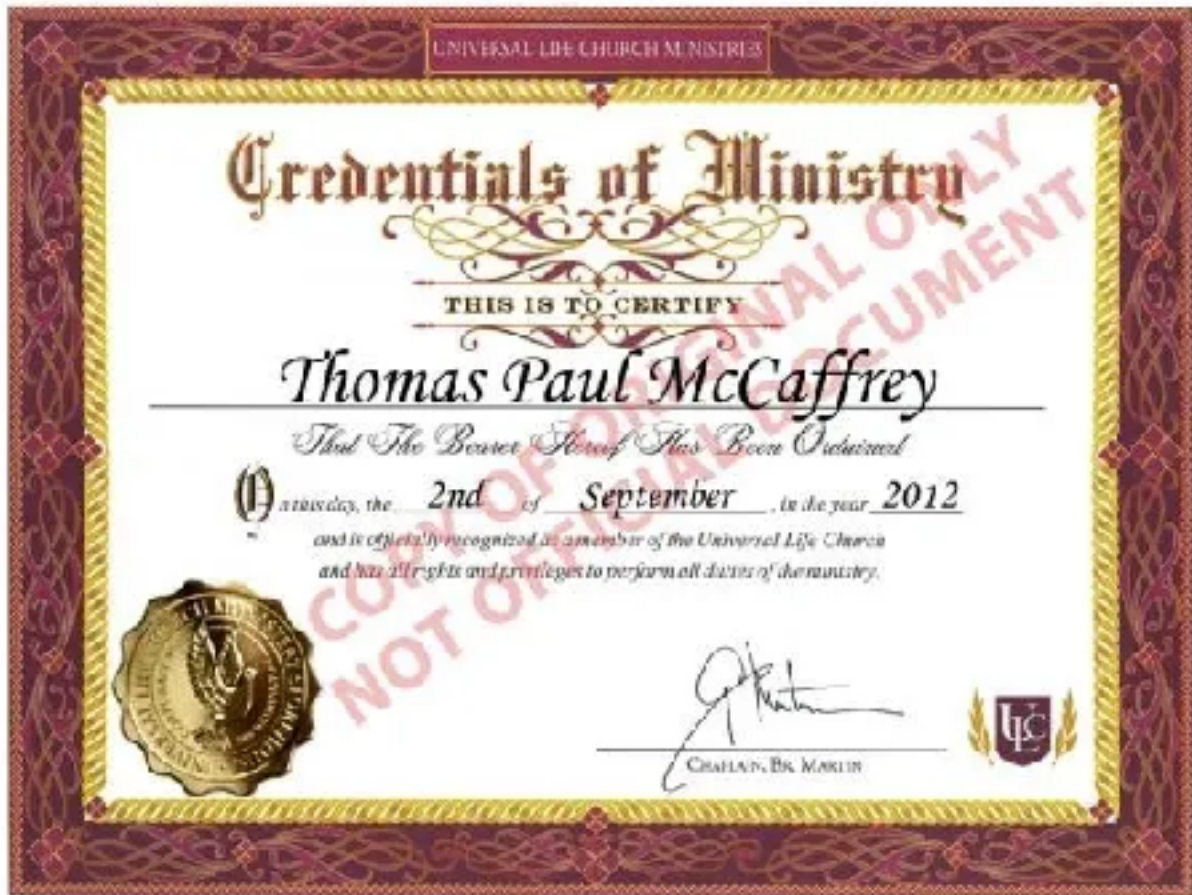 UNIVERSAL LIFE CHURCH MINISTRIES
Credentials of Ministry
THIS IS TO CERTIFY
Thomas Paul McCaffrey
That The Bearer Hereof Has Been Ordained
On this day, the 2nd of September, in the year 2012
and is officially recognized as a member of the Universal Life Church
and has all rights and privileges to perform all duties of the ministry.
COPY OF ORIGINAL ONLY
NOT OFFICIAL DOCUMENT
CHAPLAIN, BR. MARTIN
ULC